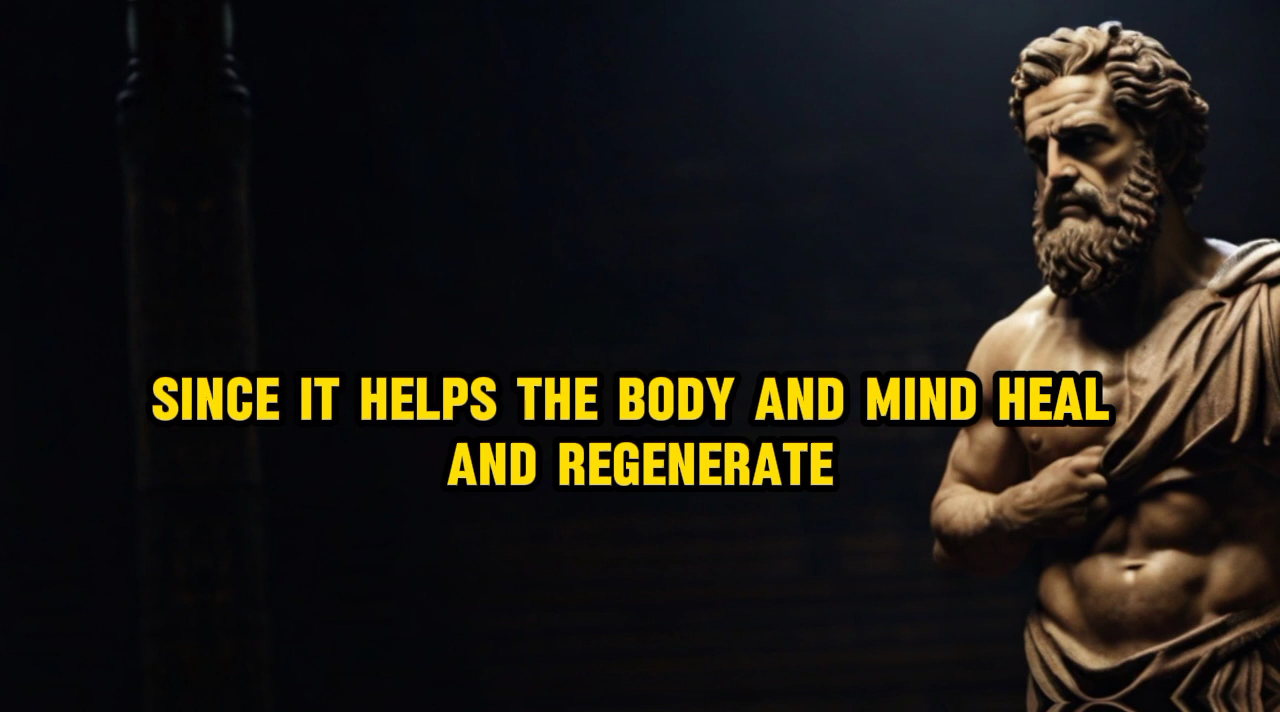 SINCE IT HELPS THE BODY AND MIND HEAL
AND REGENERATE